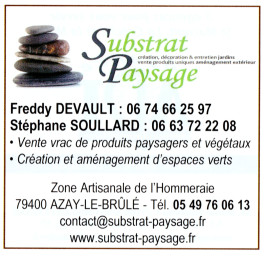 Substrat
création, décoration & entretien jardins
vente produits uniques aménagement extérieur
Paysage
Freddy DEVAULT : 06 74 66 25 97
Stéphane SOULLARD : 06 63 72 22 08
• Vente vrac de produits paysagers et végétaux
• Création et aménagement d'espaces verts
Zone Artisanale de l'Hommeraie
79400 AZAY-LE-BRÛLÉ - Tél. 05 49 76 06 13
contact@substrat-paysage.fr
www.substrat-paysage.fr